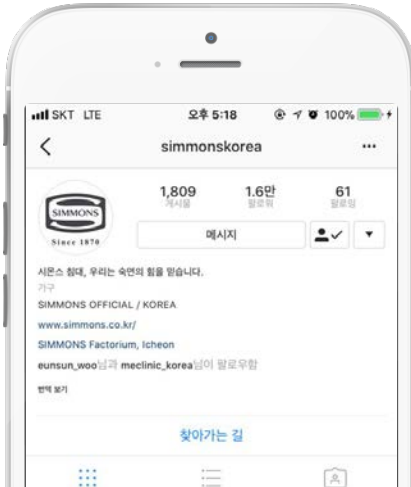 SKT LTE 오후 5:18 100%
simmonskorea
1,809 1.6만 61
게시물 팔로워 팔로잉
SIMMONS
Since 1870
메시지
시몬스 침대, 우리는 숙면의 힘을 믿습니다.
가구
SIMMONS OFFICIAL / KOREA
www.simmons.co.kr/
SIMMONS Factorium, Icheon
eunsun_woo님과 meclinic_korea님이 팔로우함
번역 보기
찾아가는 길